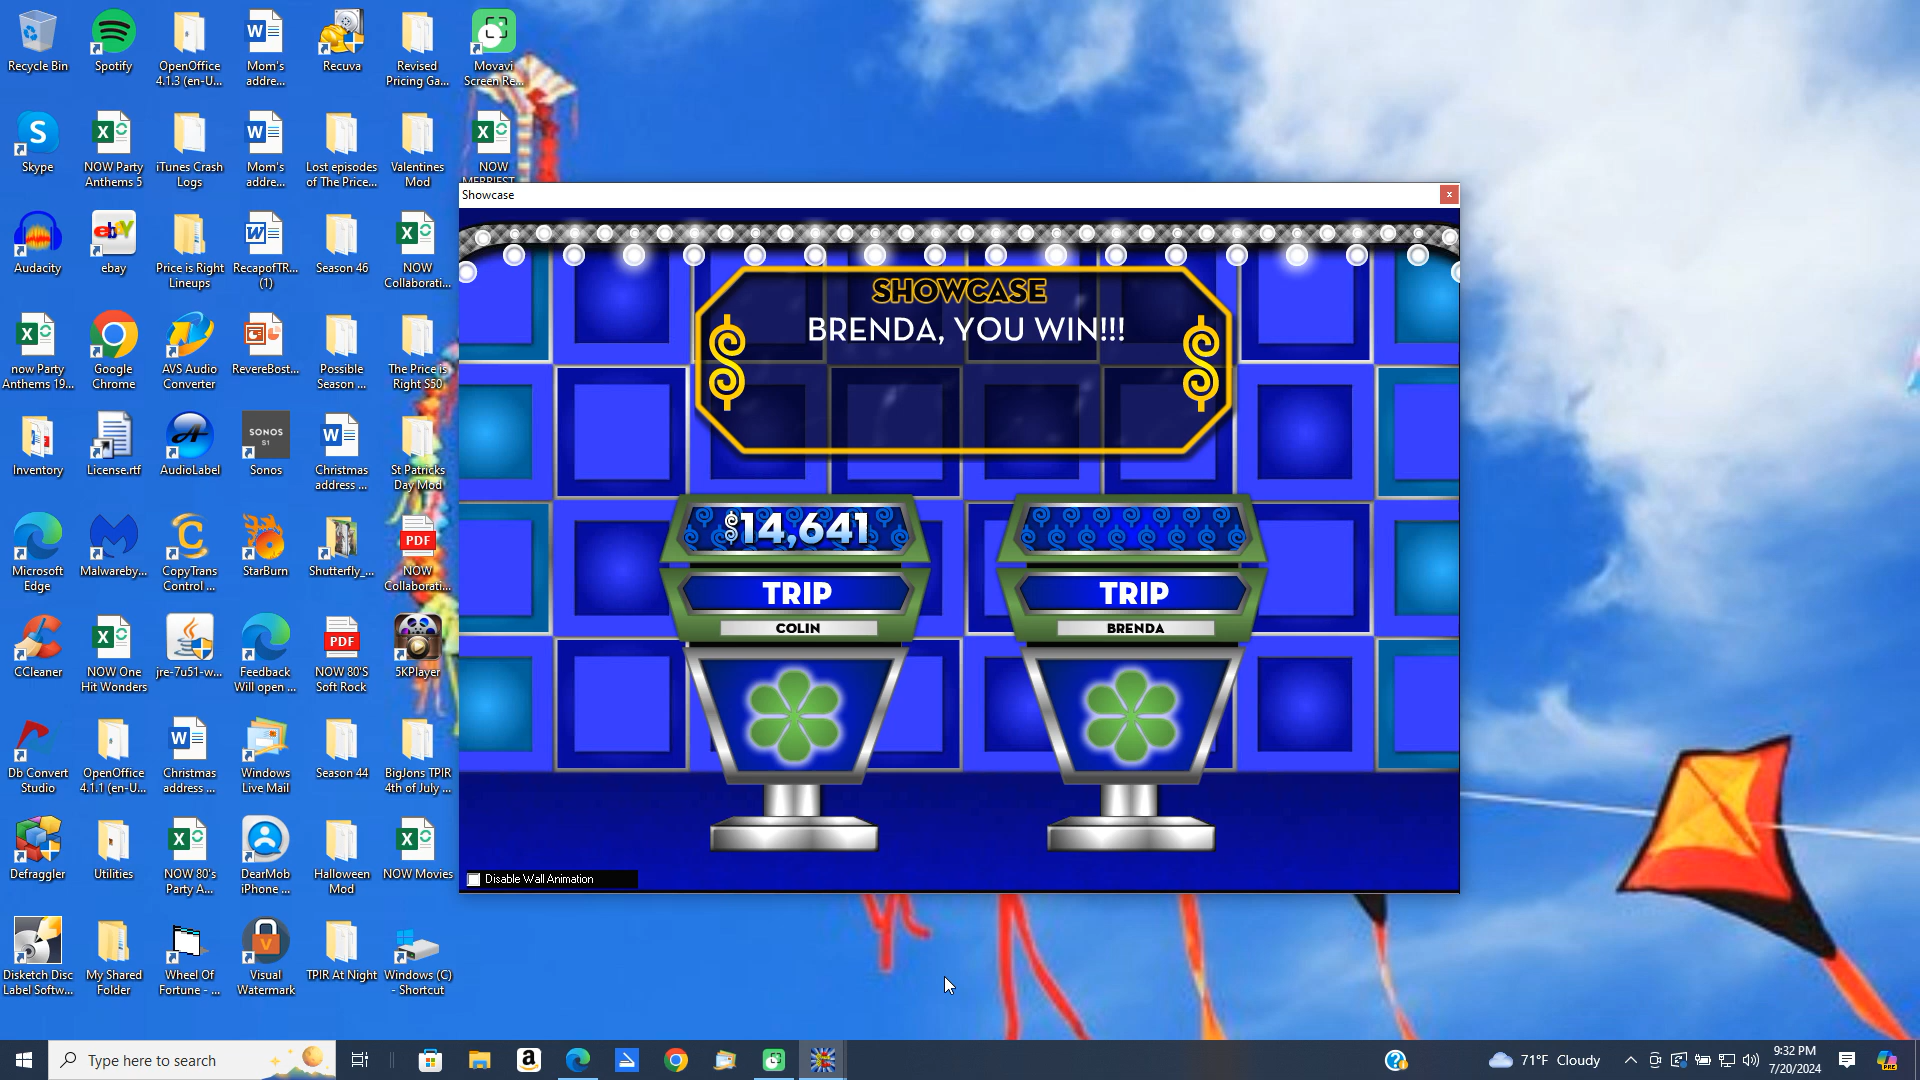 Recycle Bin
Spotify
OpenOffice
4.1.3 (en-U...
Mom's
addre...
Recuva
Revised
Pricing Ga...
Movavi
Screen Re...
Skype
NOW Party
Anthems 5
iTunes Crash
Logs
Mom's
addre...
Lost episodes
of The Price...
Valentines
Mod
NOW
MERRIEST
Audacity
ebay
Price is Right
Lineups
RecapofTR...
(1)
Season 46
NOW
Collaborati...
now Party
Anthems 19...
Google
Chrome
AVS Audio
Converter
RevereBost...
Possible
Season ...
The Price is
Right S50
Inventory
License.rtf
AudioLabel
SONOS
S1
Sonos
Christmas
address ...
St Patricks
Day Mod
Microsoft
Edge
Malwareby...
CopyTrans
Control ...
StarBurn
Shutterfly_...
PDF
NOW
Collaborati...
CCleaner
NOW One
Hit Wonders
jre-7u51-w...
Feedback
Will open ...
PDF
NOW 80'S
Soft Rock
5KPlayer
Db Convert
Studio
OpenOffice
4.1.1 (en-U...
Christmas
address ...
Windows
Live Mail
Season 44
BigJons TPIR
4th of July ...
Defraggler
Utilities
NOW 80's
Party A...
DearMob
iPhone ...
Halloween
Mod
NOW Movies
Disketch Disc
Label Softw...
My Shared
Folder
Wheel Of
Fortune - ...
Visual
Watermark
TPIR At Night
Windows (C)
- Shortcut
Showcase
SHOWCASE
BRENDA, YOU WIN!!!
$14,641
TRIP
COLIN
TRIP
BRENDA
Disable Wall Animation
Type here to search
71°F Cloudy
9:32 PM
7/20/2024